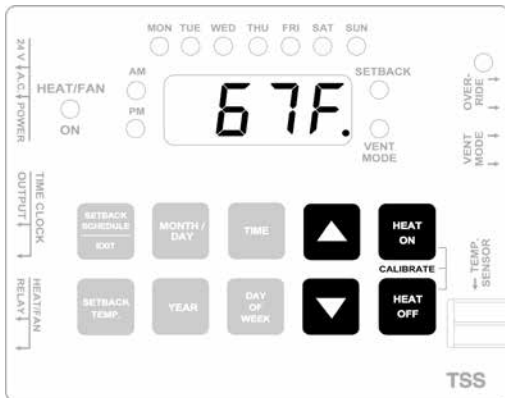 MON TUE WED THU FRI SAT SUN
24 V A.C. POWER
HEAT/FAN
ON
AM
PM
67F.
SETBACK
VENT
MODE
OVER-
RIDE
VENT
MODE
TIME CLOCK
OUTPUT
SETBACK
SCHEDULE
EXIT
MONTH /
DAY
TIME
HEAT
ON
CALIBRATE
TEMP.
SENSOR
HEAT/FAN
RELAY
SETBACK
TEMP.
YEAR
DAY
OF
WEEK
HEAT
OFF
TSS